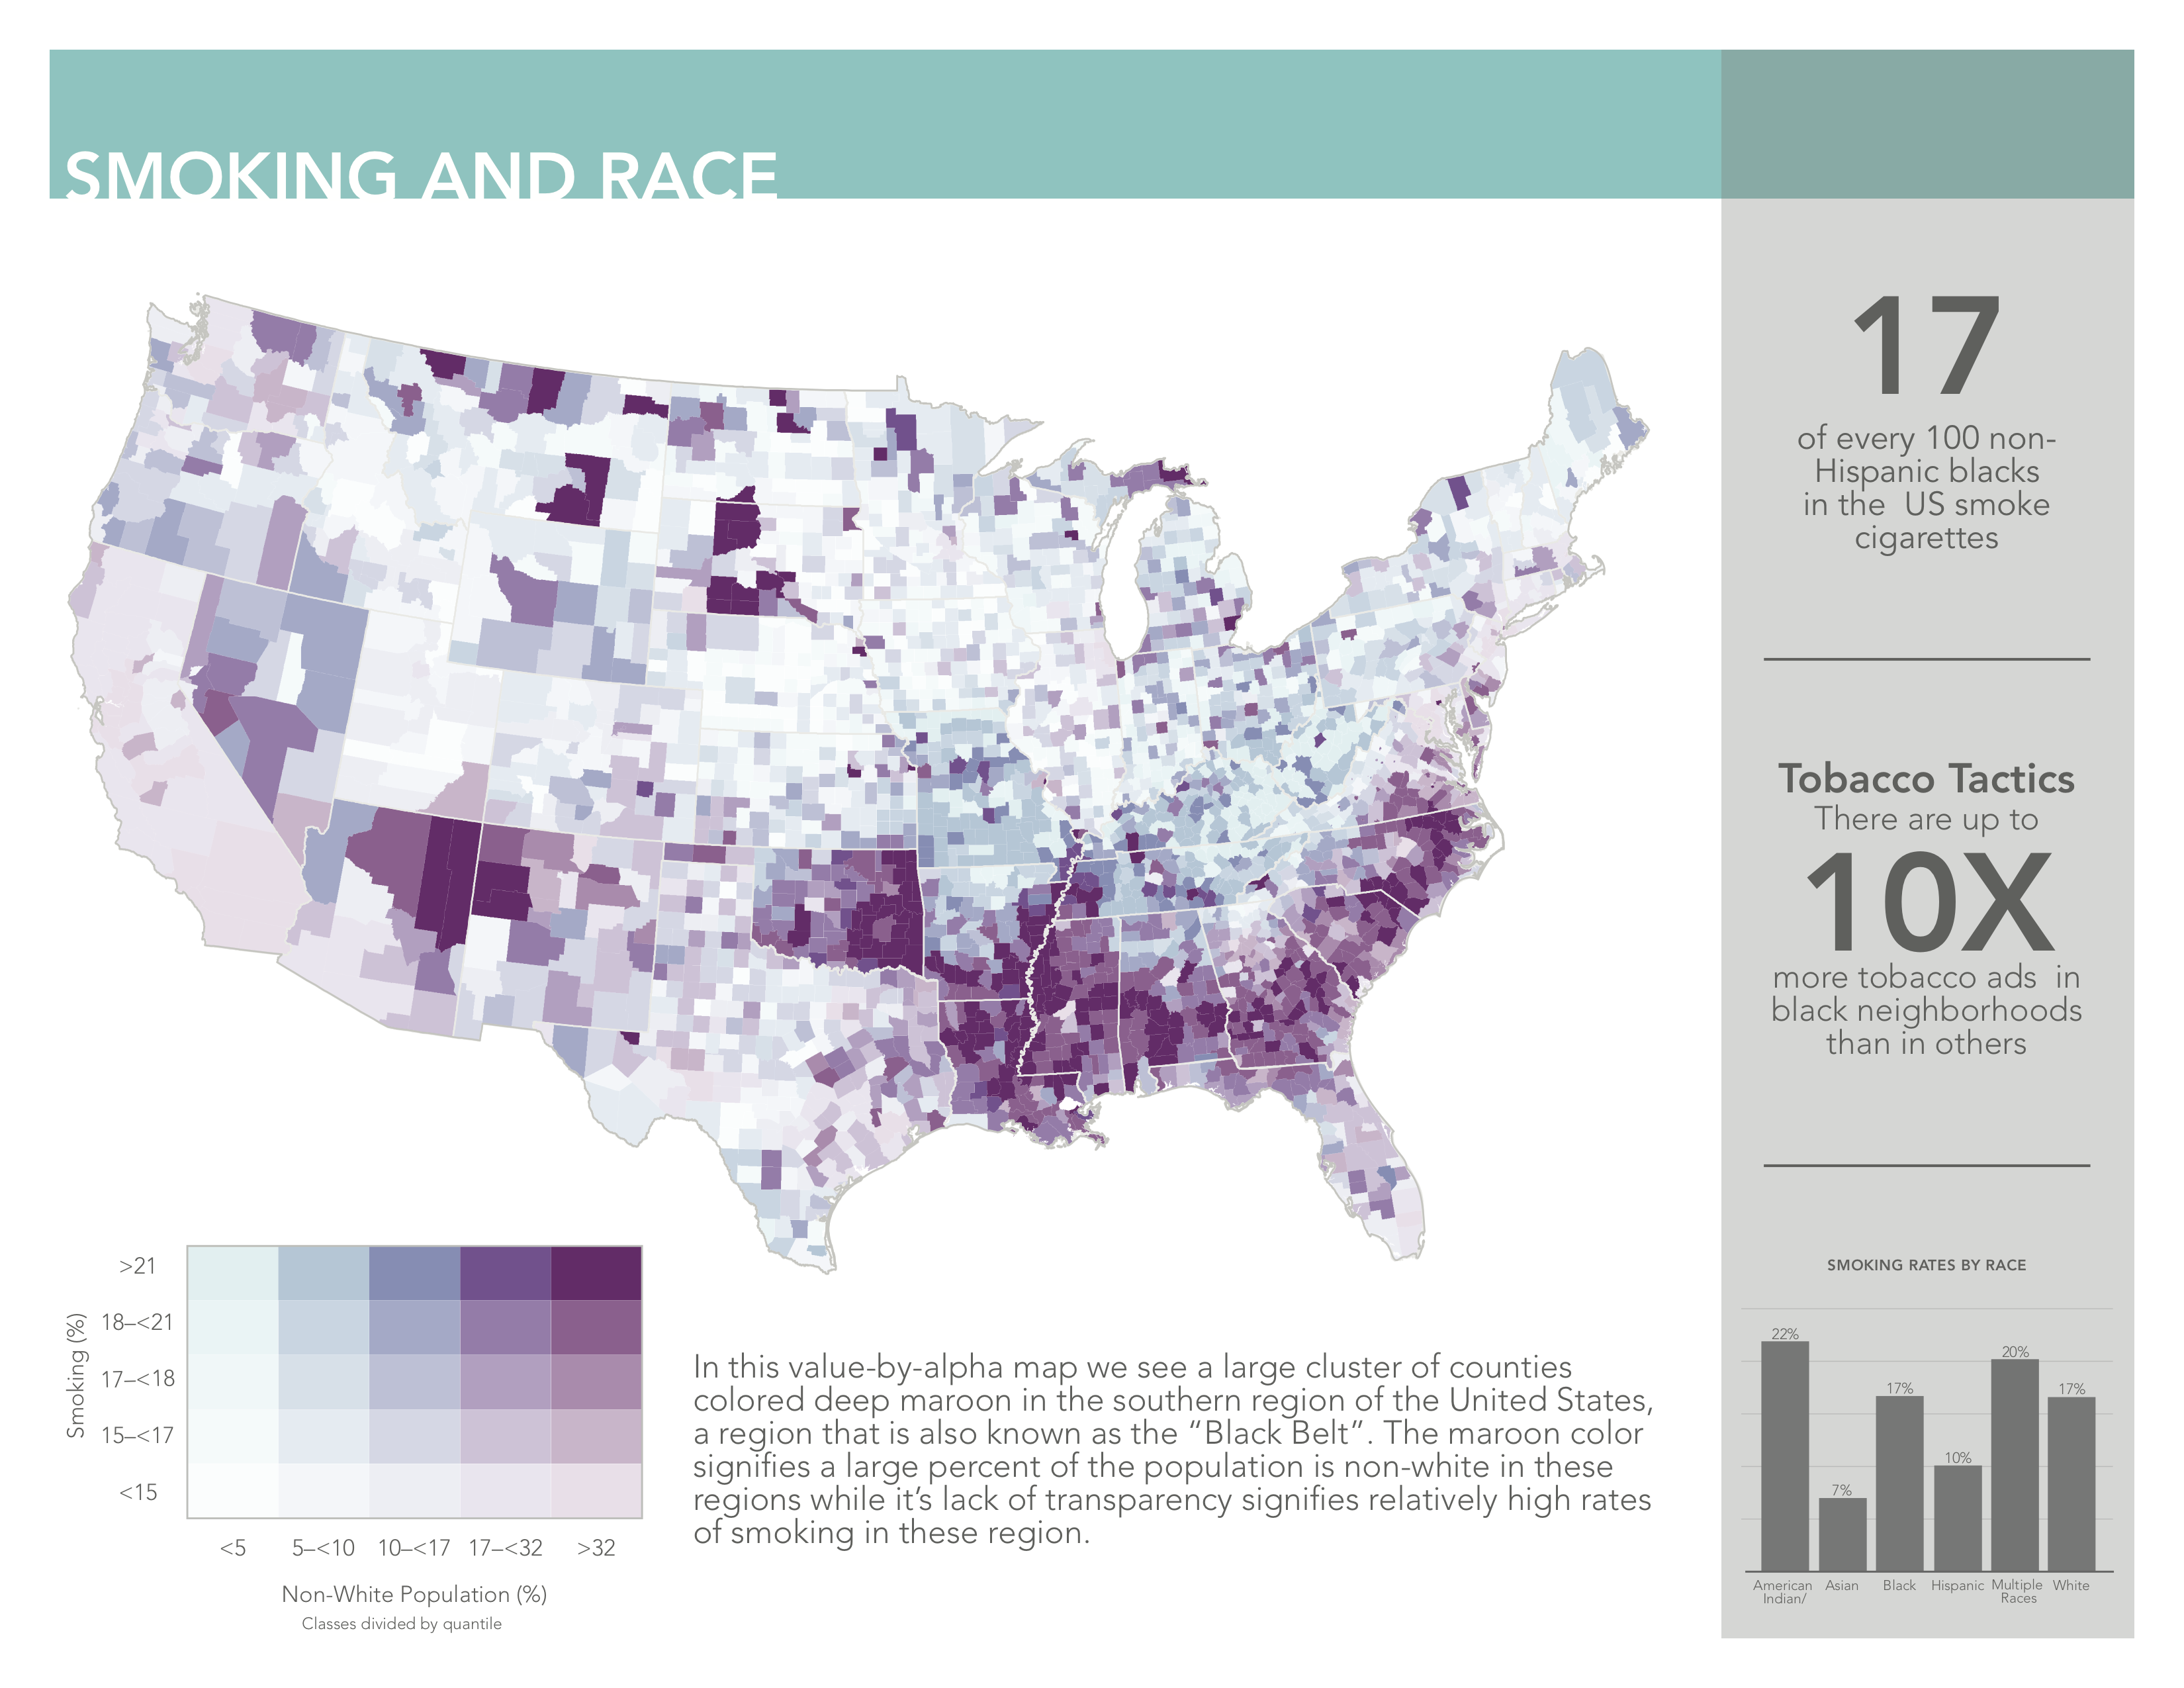 SMOKING AND RACE
17
of every 100 non-
Hispanic blacks
in the  US smoke
cigarettes
Tobacco Tactics
There are up to
10X
more tobacco ads  in
black neighborhoods
than in others
SMOKING RATES BY RACE
22%
7%
17%
10%
20%
17%
American
Indian/
Asian
Black
Hispanic
Multiple
Races
White
Smoking (%)
>21
18–<21
17–<18
15–<17
<15
<5
5–<10
10–<17
17–<32
>32
Non-White Population (%)
Classes divided by quantile
In this value-by-alpha map we see a large cluster of counties
colored deep maroon in the southern region of the United States,
a region that is also known as the “Black Belt”. The maroon color
signifies a large percent of the population is non-white in these
regions while it’s lack of transparency signifies relatively high rates
of smoking in these region.